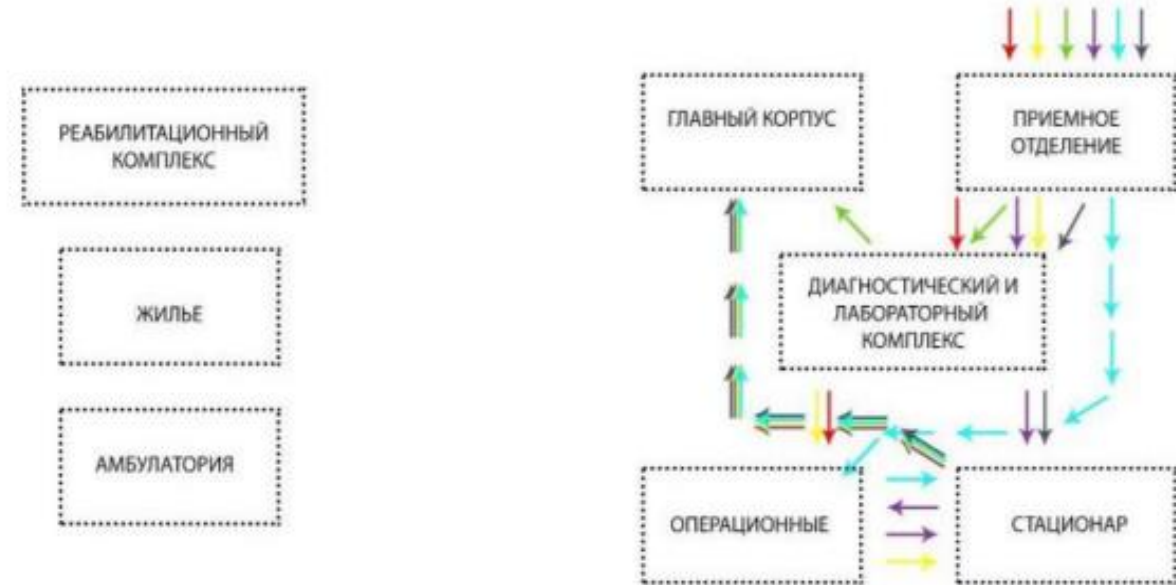 РЕАБИЛИТАЦИОННЫЙ
КОМПЛЕКС
ЖИЛЬЕ
АМБУЛАТОРИЯ
ГЛАВНЫЙ КОРПУС
ПРИЕМНОЕ
ОТДЕЛЕНИЕ
ДИАГНОСТИЧЕСКИЙ И
ЛАБОРАТОРНЫЙ
КОМПЛЕКС
ОПЕРАЦИОННЫЕ
СТАЦИОНАР